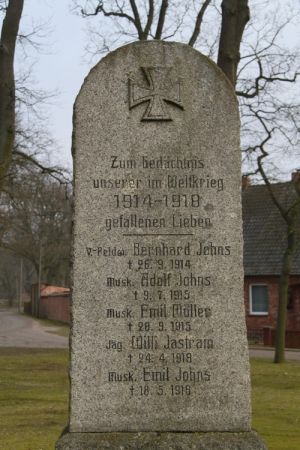 Zum Gedächtnis
unserer im Weltkrieg
1914-1918
gefallenen Lieben
V.-Feldw. Bernhard Jehns
† 26. 9. 1914
Musk. Adolf Johns
† 9. 7. 1915
Musk. Emil Müller
† 20. 9. 1915
Jäg. Willi Jastram
† 24. 4. 1918
Musk. Emil Johns
† 18. 5. 1918